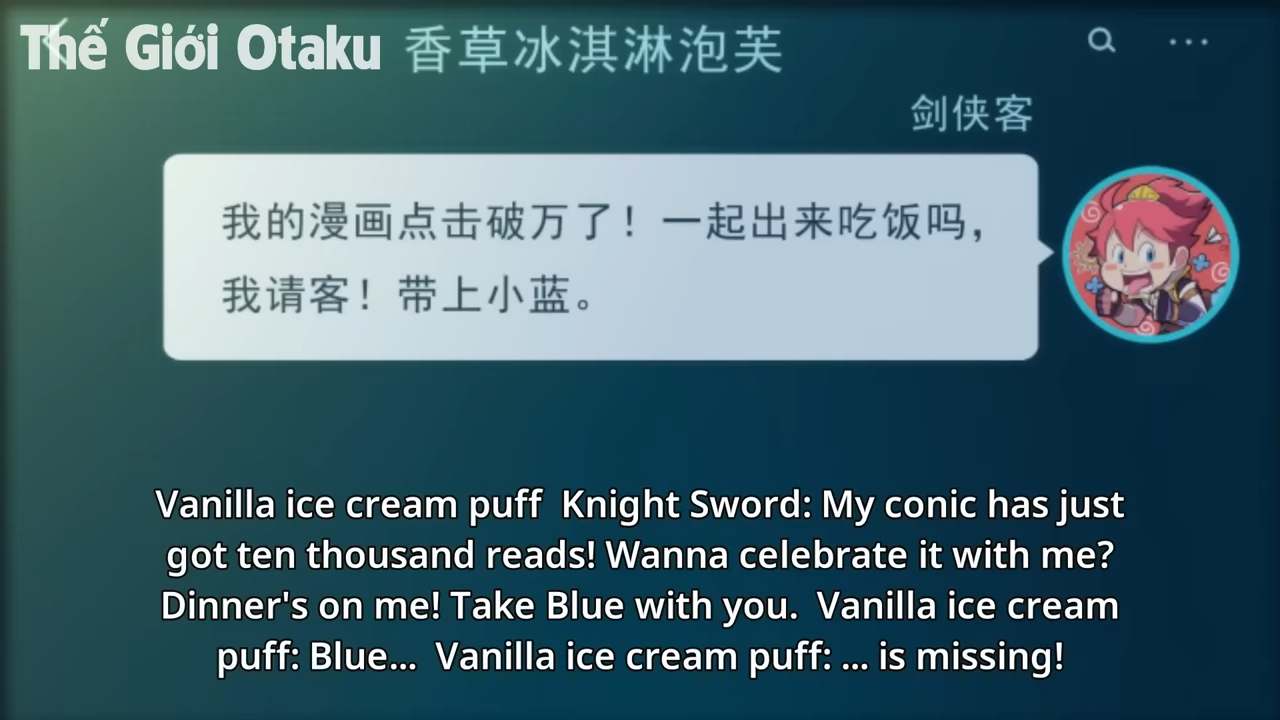 Thế Giới Otaku
香草冰淇淋泡芙
剑侠客
我的漫画点击破万了！一起出来吃饭吗，
我请客！带上小蓝。
Vanilla ice cream puff  Knight Sword: My conic has just
got ten thousand reads! Wanna celebrate it with me?
Dinner's on me! Take Blue with you.  Vanilla ice cream
puff: Blue...  Vanilla ice cream puff: ... is missing!